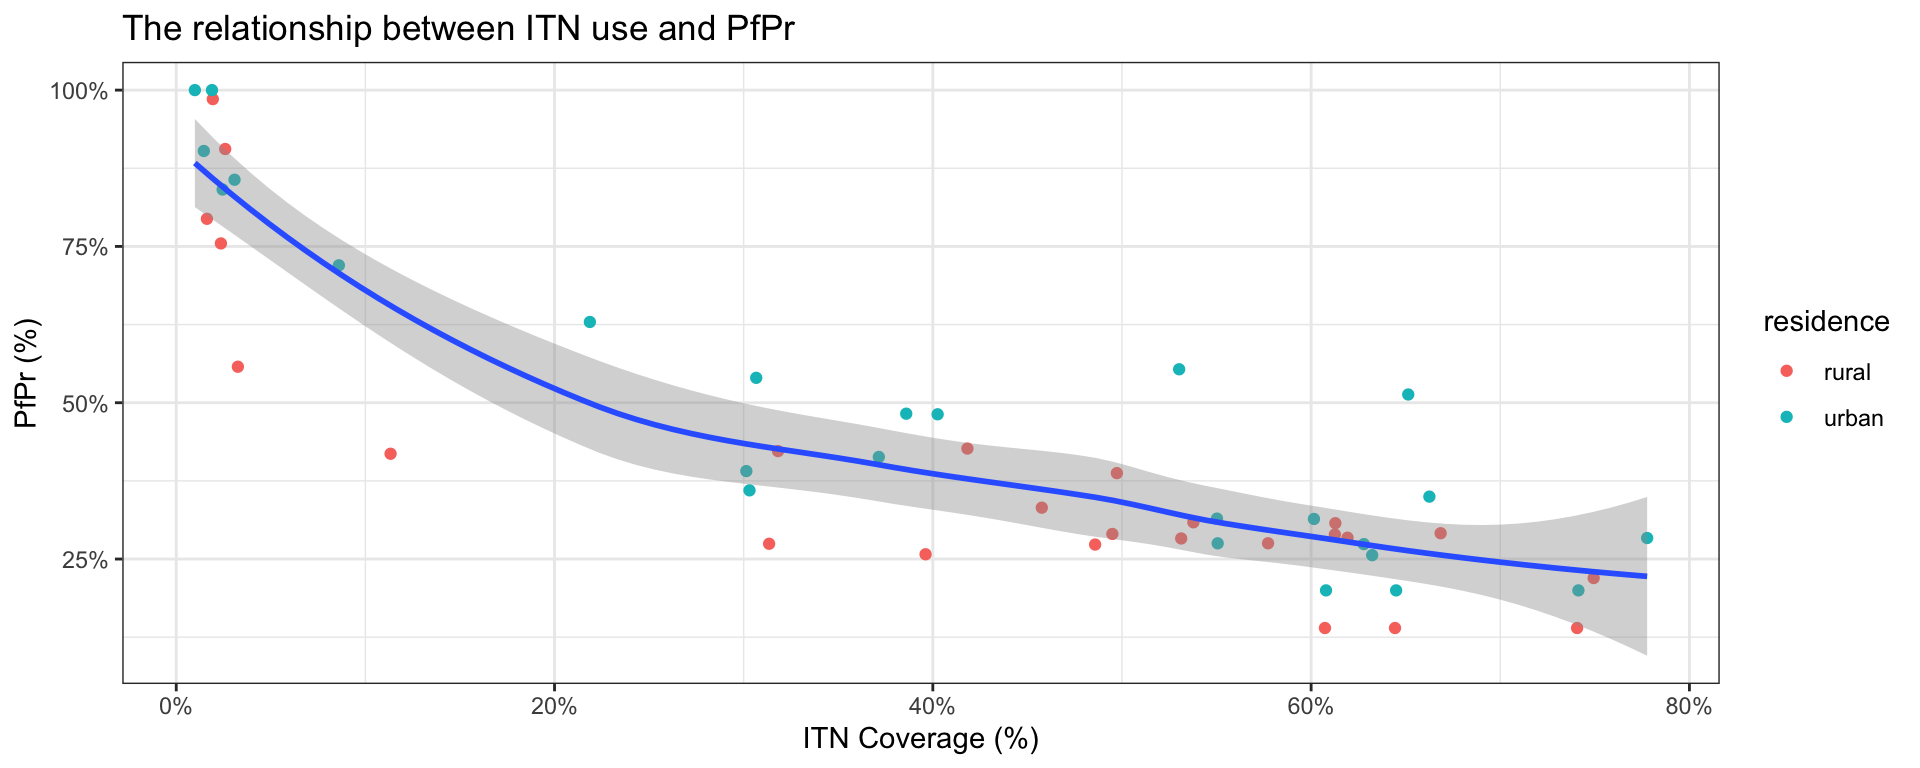 The relationship between ITN use and PfPr
100%
75%
50%
25%
PfPr (%)
0%
20%
40%
60%
80%
ITN Coverage (%)
residence
rural
urban